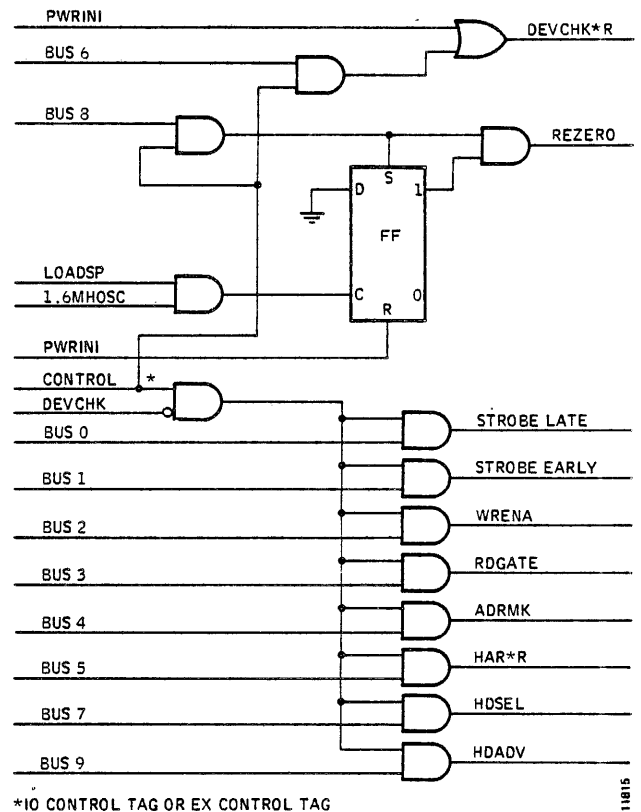 PWRINI
DEVCHK*R
BUS 6
BUS 8
REZERO
S
D
1
FF
LOADSP
1.6MHOSC
C
0
R
PWRINI
CONTROL *
DEVCHK
STROBE LATE
BUS 0
STROBE EARLY
BUS 1
WRENA
BUS 2
RDGATE
BUS 3
ADRMK
BUS 4
HAR*R
BUS 5
HDSEL
BUS 7
HDADV
BUS 9
*IO CONTROL TAG OR EX CONTROL TAG
11815